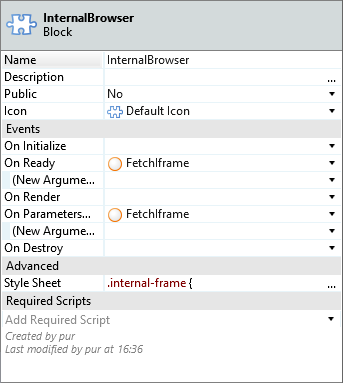 InternalBrowser
Block
Name InternalBrowser
Description ...
Public No
Icon Default Icon
Events
On Initialize
On Ready FetchIframe
(New Argume...
On Render
On Parameters... FetchIframe
(New Argume...
On Destroy
Advanced
Style Sheet .internal-frame { ...
Required Scripts
Add Required Script
Created by pur
Last modified by pur at 16:36